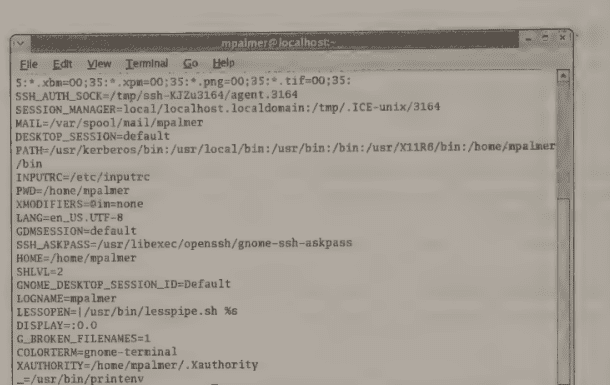 mpalmer@localhost:~
File Edit View Terminal Go Help
5:*.xbm=00;35:*.xpm=00;35:*.png=00;35:*.tif=00;35:
SSH_AUTH_SOCK=/tmp/ssh-KJZu3164/agent.3164
SESSION_MANAGER=local/localhost.localdomain:/tmp/.ICE-unix/3164
MAIL=/var/spool/mail/mpalmer
DESKTOP_SESSION=default
PATH=/usr/kerberos/bin:/usr/local/bin:/usr/bin:/bin:/usr/X11R6/bin:/home/mpalmer
/bin
INPUTRC=/etc/inputrc
PWD=/home/mpalmer
XMODIFIERS=@im=none
LANG=en_US.UTF-8
GDMSESSION=default
SSH_ASKPASS=/usr/libexec/openssh/gnome-ssh-askpass
HOME=/home/mpalmer
SHLVL=2
GNOME_DESKTOP_SESSION_ID=Default
LOGNAME=mpalmer
LESSOPEN=|/usr/bin/lesspipe.sh %s
DISPLAY=:0.0
G_BROKEN_FILENAMES=1
COLORTERM=gnome-terminal
XAUTHORITY=/home/mpalmer/.Xauthority
_=/usr/bin/printenv